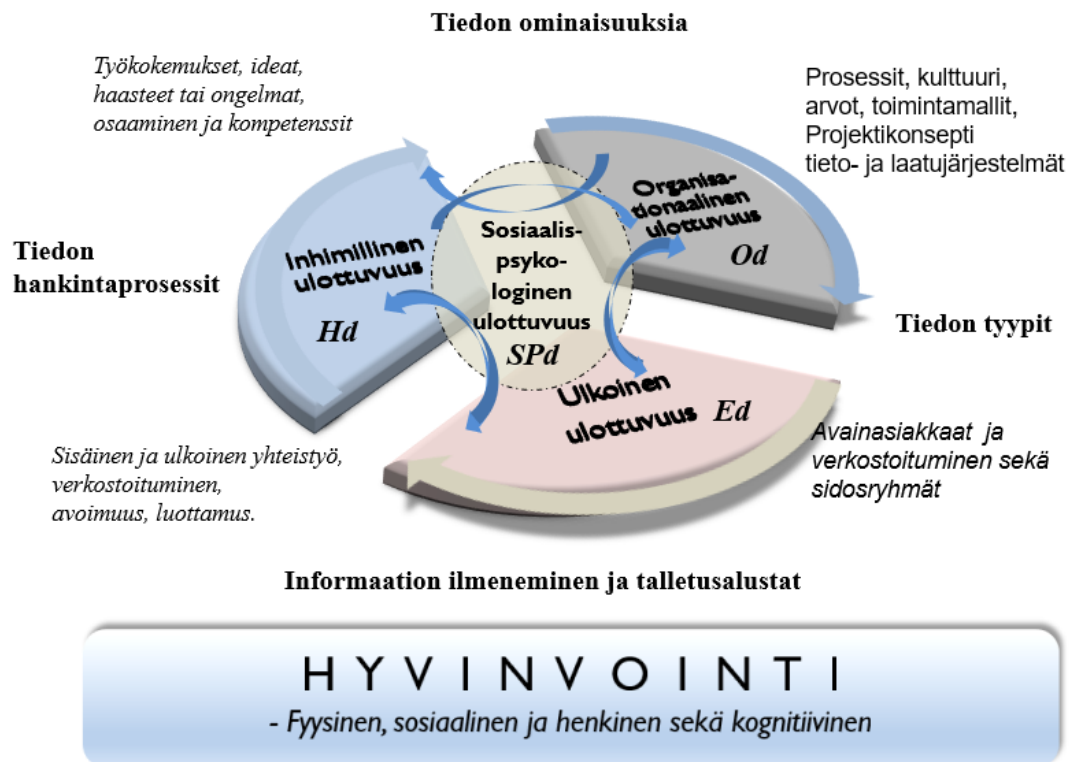 Tiedon ominaisuuksia
Työkokemukset, ideat,
haasteet tai ongelmat,
osaaminen ja kompetenssit
Prosessit, kulttuuri,
arvot, toimintamallit,
Projektikonsepti
tieto- ja laatujärjestelmät
Tiedon
hankintaprosessit
Inhimillinen
ulottuvuus
Hd
Sosiaalis-
psyko-
loginen
ulottuvuus
SPd
Organisa-
tionaalinen
ulottuvuus
Od
Tiedon tyypit
Ulkoinen
ulottuvuus
Ed
Sisäinen ja ulkoinen yhteistyö,
verkostoituminen,
avoimuus, luottamus.
Avainasiakkaat ja
verkostoituminen sekä
sidosryhmät
Informaation ilmeneminen ja talletusalustat
HYVINVOINTI
- Fyysinen, sosiaalinen ja henkinen sekä kognitiivinen